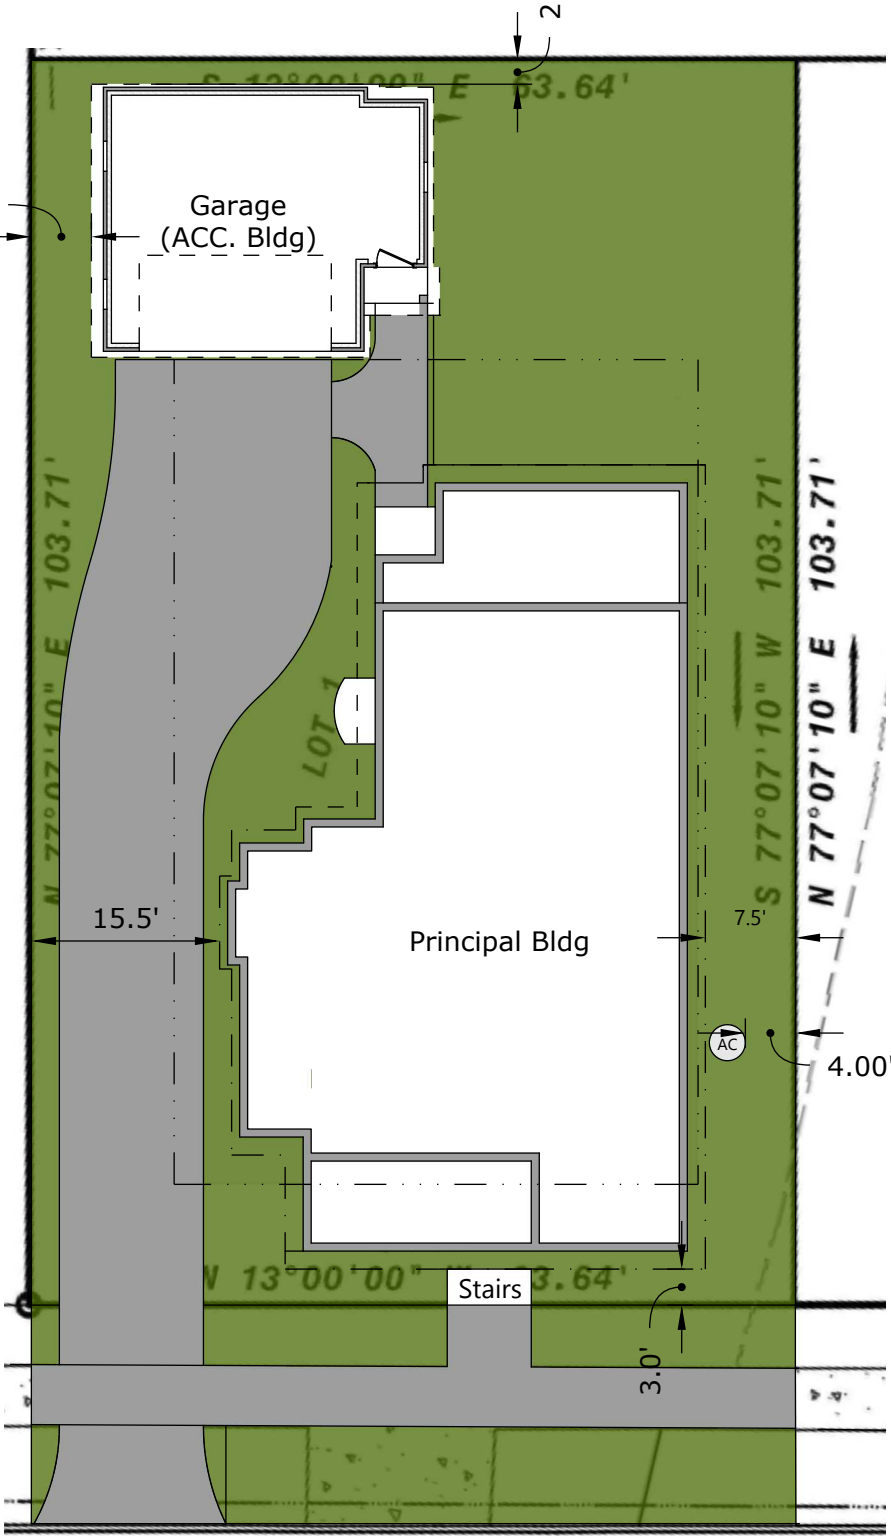 2
S 13°00'00" E 63.64'
Garage
(ACC. Bldg)
N 77°07'10" E 103.71'
S 77°07'10" W 103.71'
N 77°07'10" E 103.71'
LOT 1
15.5'
7.5'
Principal Bldg
AC
4.00'
N 13°00'00" W 63.64'
Stairs
3.0'